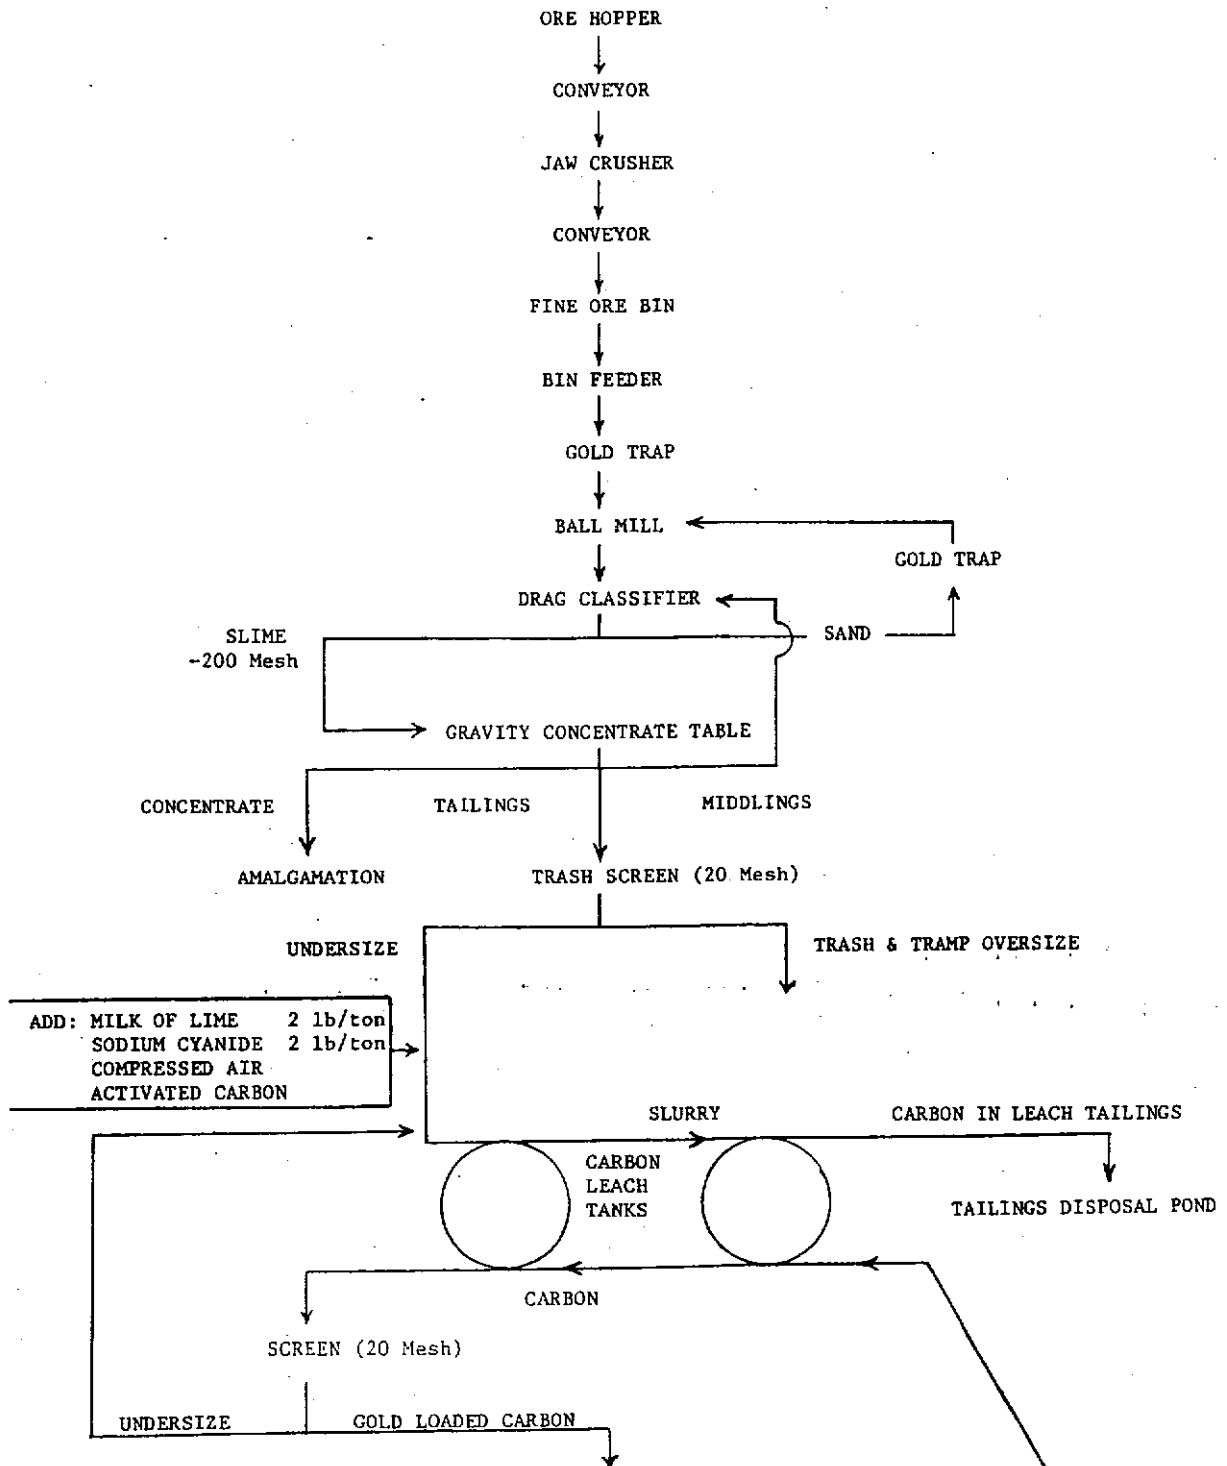 ORE HOPPER
CONVEYOR
JAW CRUSHER
CONVEYOR
FINE ORE BIN
BIN FEEDER
GOLD TRAP
BALL MILL
GOLD TRAP
DRAG CLASSIFIER
SLIME
-200 Mesh
SAND
GRAVITY CONCENTRATE TABLE
CONCENTRATE
TAILINGS
MIDDLINGS
AMALGAMATION
TRASH SCREEN (20 Mesh)
UNDERSIZE
TRASH & TRAMP OVERSIZE
ADD: MILK OF LIME 2 lb/ton
SODIUM CYANIDE 2 lb/ton
COMPRESSED AIR
ACTIVATED CARBON
SLURRY
CARBON IN LEACH TAILINGS
CARBON
LEACH
TANKS
TAILINGS DISPOSAL POND
CARBON
SCREEN (20 Mesh)
UNDERSIZE
GOLD LOADED CARBON